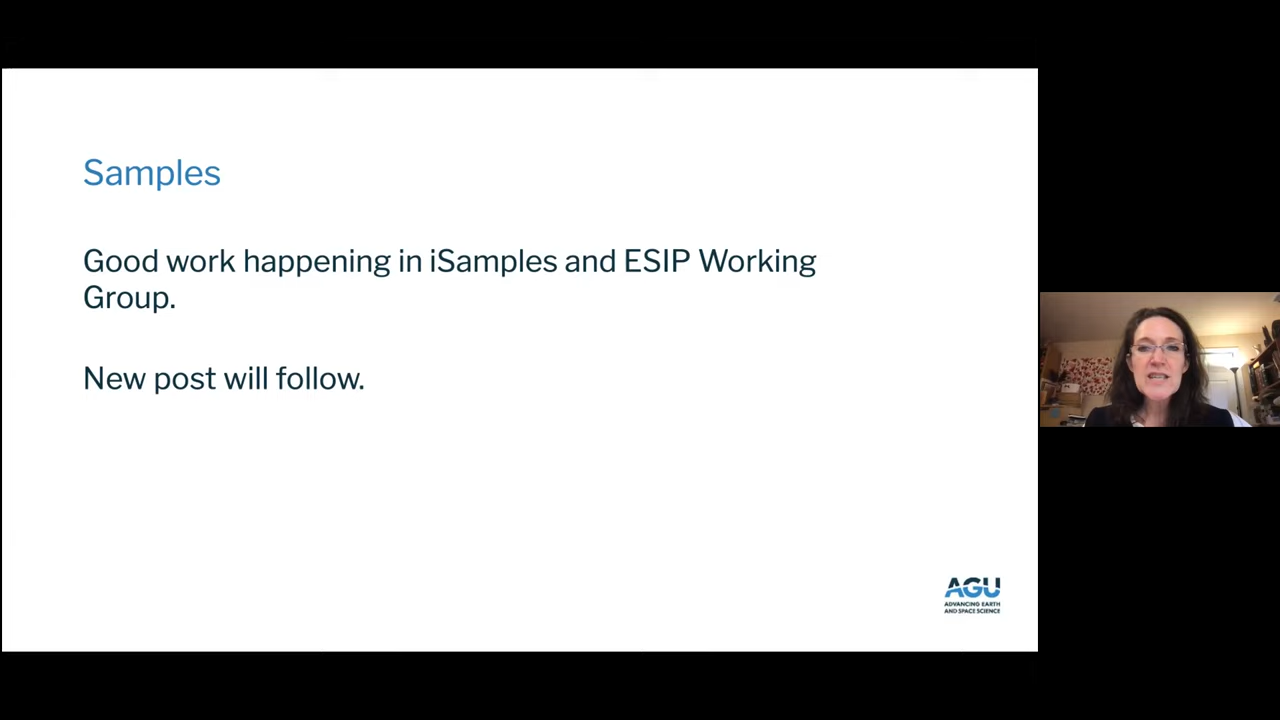 Samples
Good work happening in iSamples and ESIP Working
Group.
New post will follow.
AGU
ADVANCING EARTH
AND SPACE SCIENCE